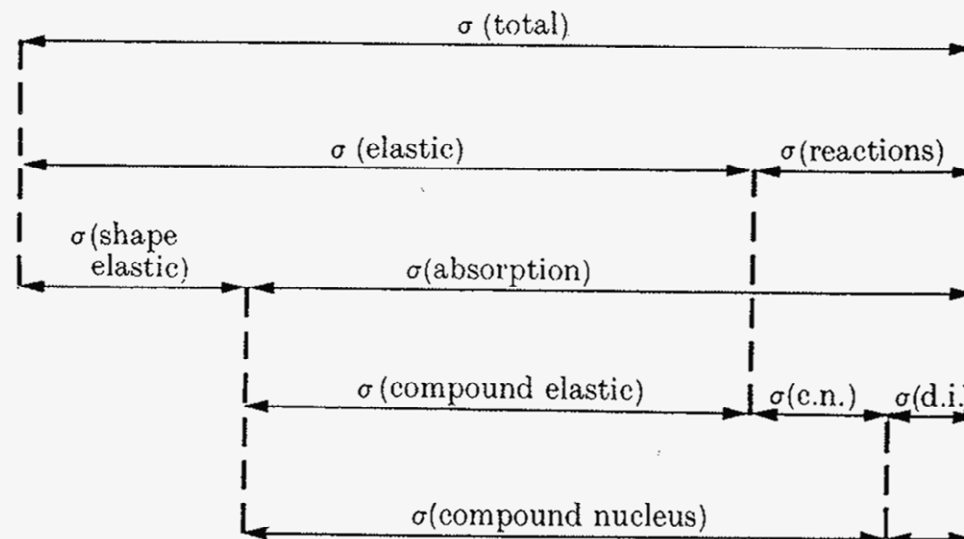 σ (total)
σ (elastic)
σ(reactions)
σ(shape
elastic)
σ(absorption)
σ(compound elastic)
σ(c.n.)
σ(d.i.
σ(compound nucleus)